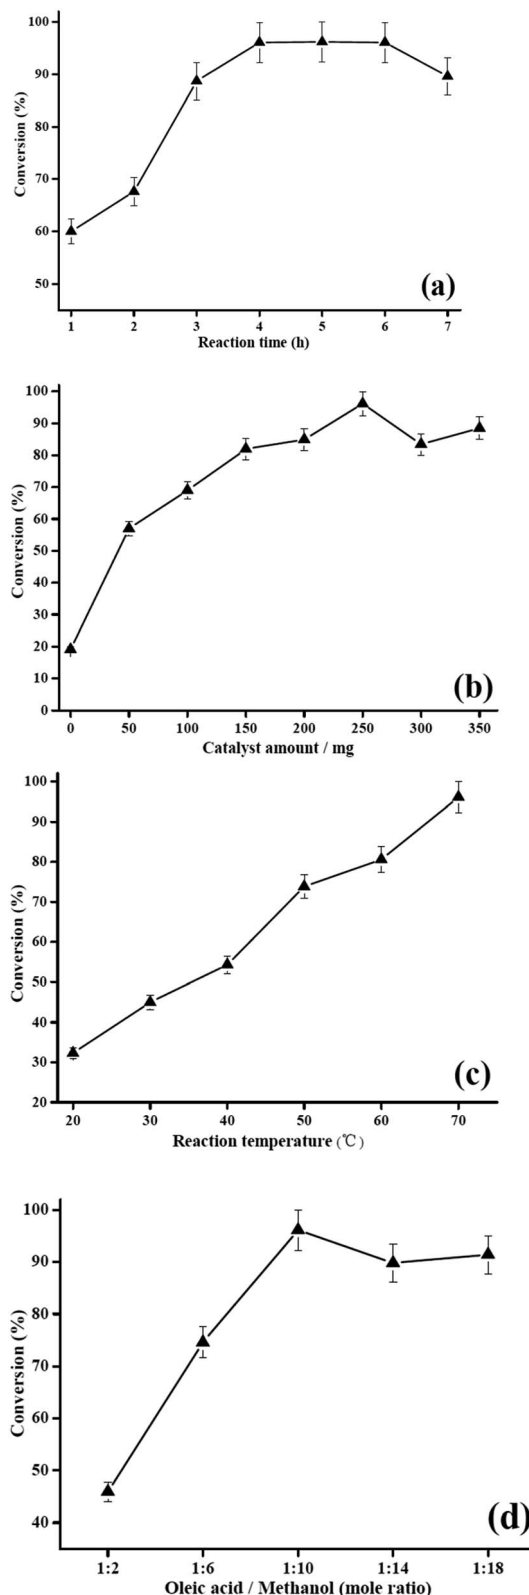 100
90
80
70
60
50
Conversion (%)
(a)
1 2 3 4 5 6 7
Reaction time (h)
100
90
80
70
60
50
40
30
20
10
0
Conversion (%)
(b)
0 50 100 150 200 250 300 350
Catalyst amount / mg
100
90
80
70
60
50
40
30
20
Conversion (%)
(c)
20 30 40 50 60 70
Reaction temperature (℃)
100
90
80
70
60
50
40
Conversion (%)
(d)
1:2 1:6 1:10 1:14 1:18
Oleic acid / Methanol (mole ratio)